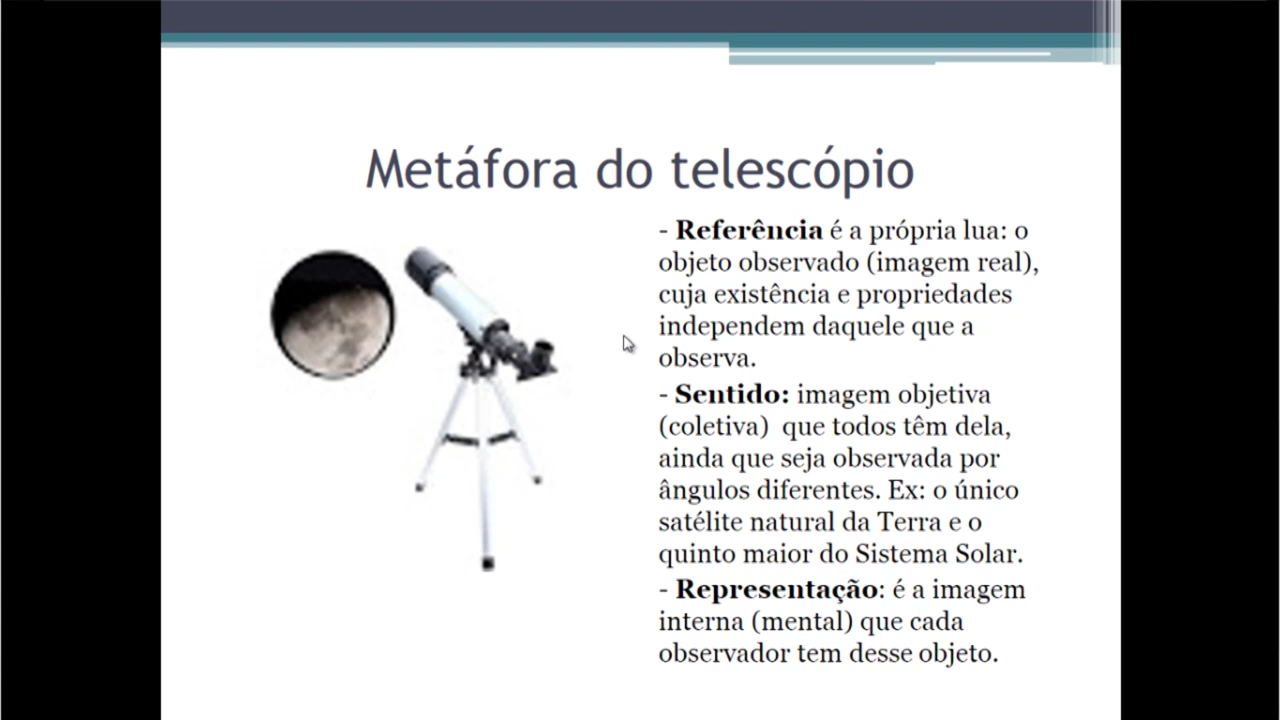 Metáfora do telescópio
- Referência é a própria lua: o
objeto observado (imagem real),
cuja existência e propriedades
independem daquele que a
observa.
- Sentido: imagem objetiva
(coletiva)  que todos têm dela,
ainda que seja observada por
ângulos diferentes. Ex: o único
satélite natural da Terra e o
quinto maior do Sistema Solar.
- Representação: é a imagem
interna (mental) que cada
observador tem desse objeto.